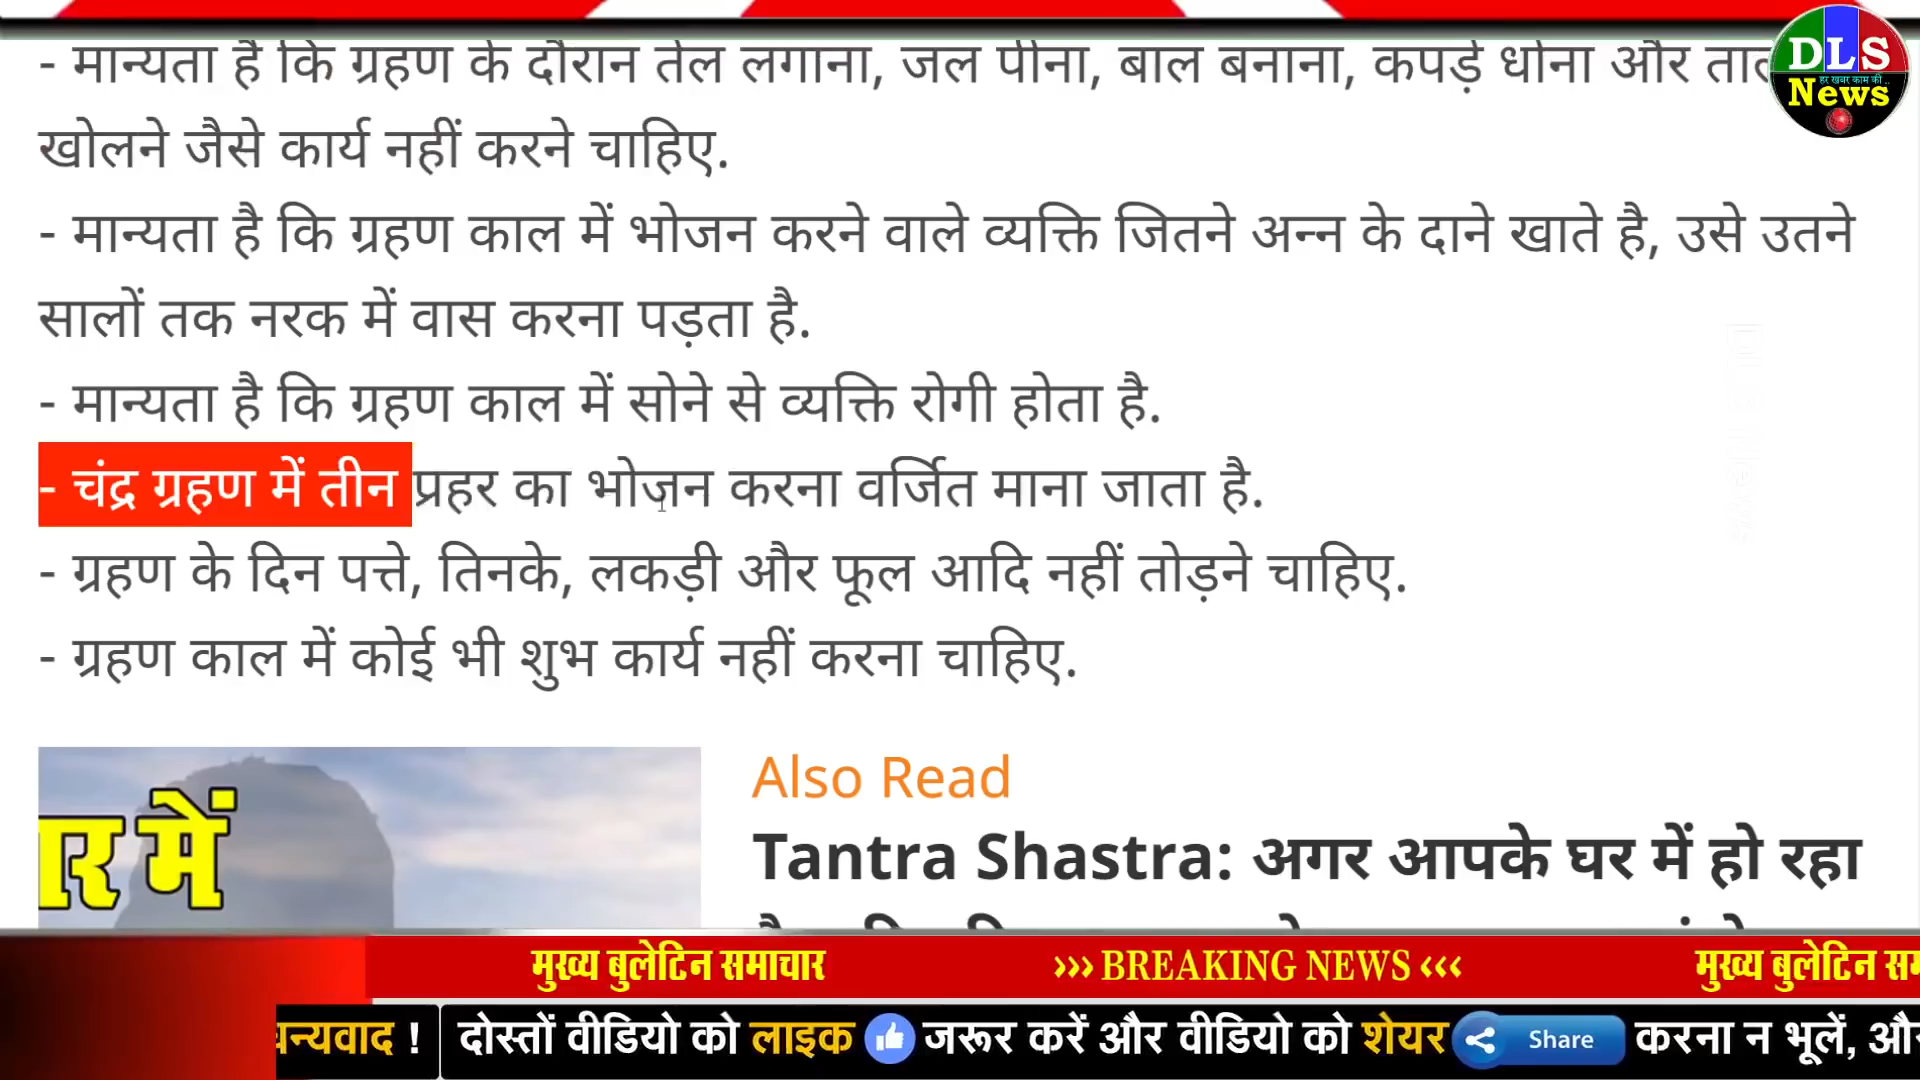 - मान्यता है कि ग्रहण के दौरान तेल लगाना, जल पीना, बाल बनाना, कपड़े धोना और
खोलने जैसे कार्य नहीं करने चाहिए.
- मान्यता है कि ग्रहण काल में भोजन करने वाले व्यक्ति जितने अन्न के दाने खाते है, उसे उतने
सालों तक नरक में वास करना पड़ता है.
- मान्यता है कि ग्रहण काल में सोने से व्यक्ति रोगी होता है.
- चंद्र ग्रहण में तीन प्रहर का भोजन करना वर्जित माना जाता है.
- ग्रहण के दिन पत्ते, तिनके, लकड़ी और फूल आदि नहीं तोड़ने चाहिए.
- ग्रहण काल में कोई भी शुभ कार्य नहीं करना चाहिए.
DLS
हर खबर काम की..
News
में
Also Read
Tantra Shastra: अगर आपके घर में हो रहा
मुख्य बुलेटिन समाचार ››› BREAKING NEWS ‹‹‹ मुख्य बुलेटिन
! दोस्तों वीडियो को लाइक जरूर करें और वीडियो को शेयर Share करना न भूलें,